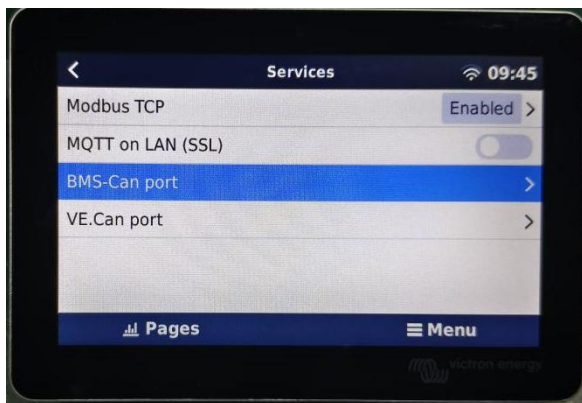 Services 09:45
Modbus TCP Enabled
MQTT on LAN (SSL)
BMS-Can port
VE.Can port
Pages Menu
victron energy